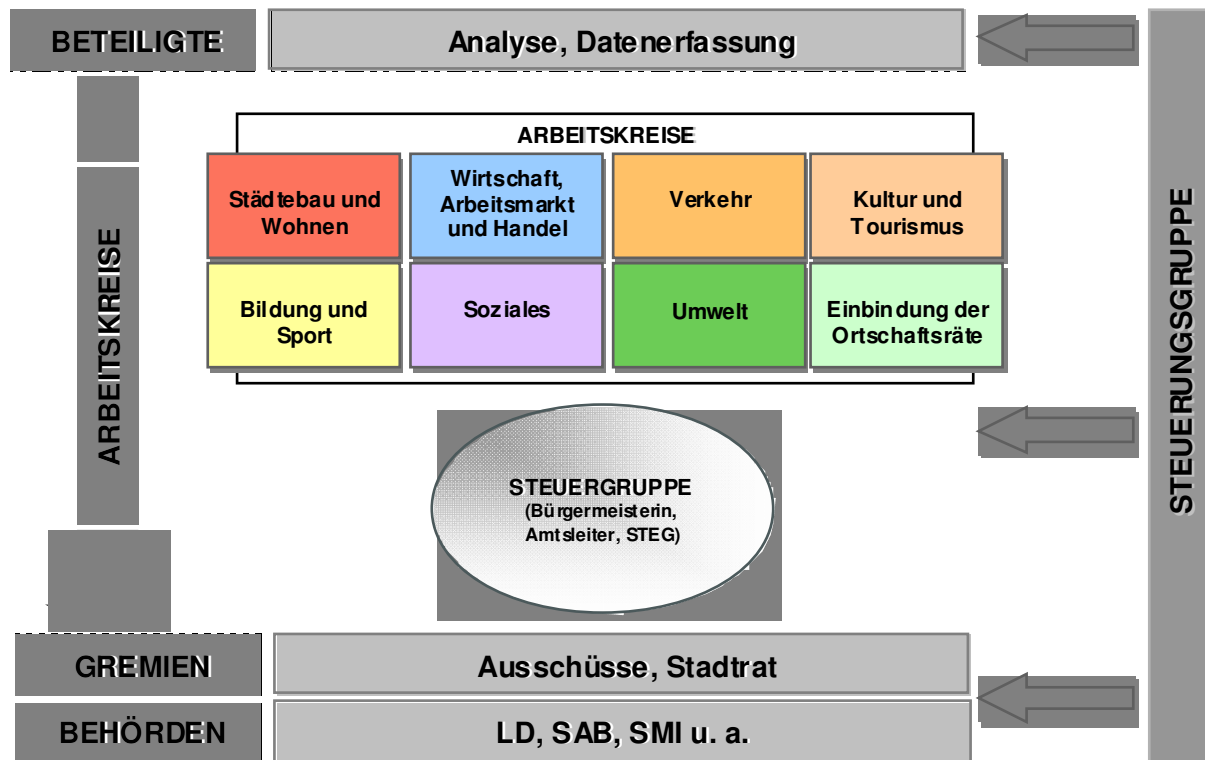 BETEILIGTE
Analyse, Datenerfassung
ARBEITSKREISE
Städtebau und
Wohnen
Wirtschaft,
Arbeitsmarkt
und Handel
Verkehr
Kultur und
Tourismus
Bildung und
Sport
Soziales
Umwelt
Einbindung der
Ortschaftsräte
ARBEITSKREISE
STEUERGRUPPE
(Bürgermeisterin,
Amtsleiter, STEG)
STEUERUNGSGRUPPE
GREMIEN
Ausschüsse, Stadtrat
BEHÖRDEN
LD, SAB, SMI u. a.